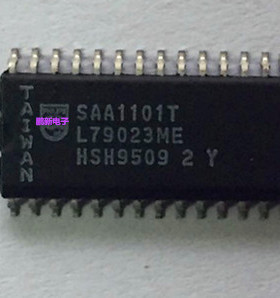 TAIWAN
SAA1101T
L79023ME
HSH9509 2 Y
鹏新电子